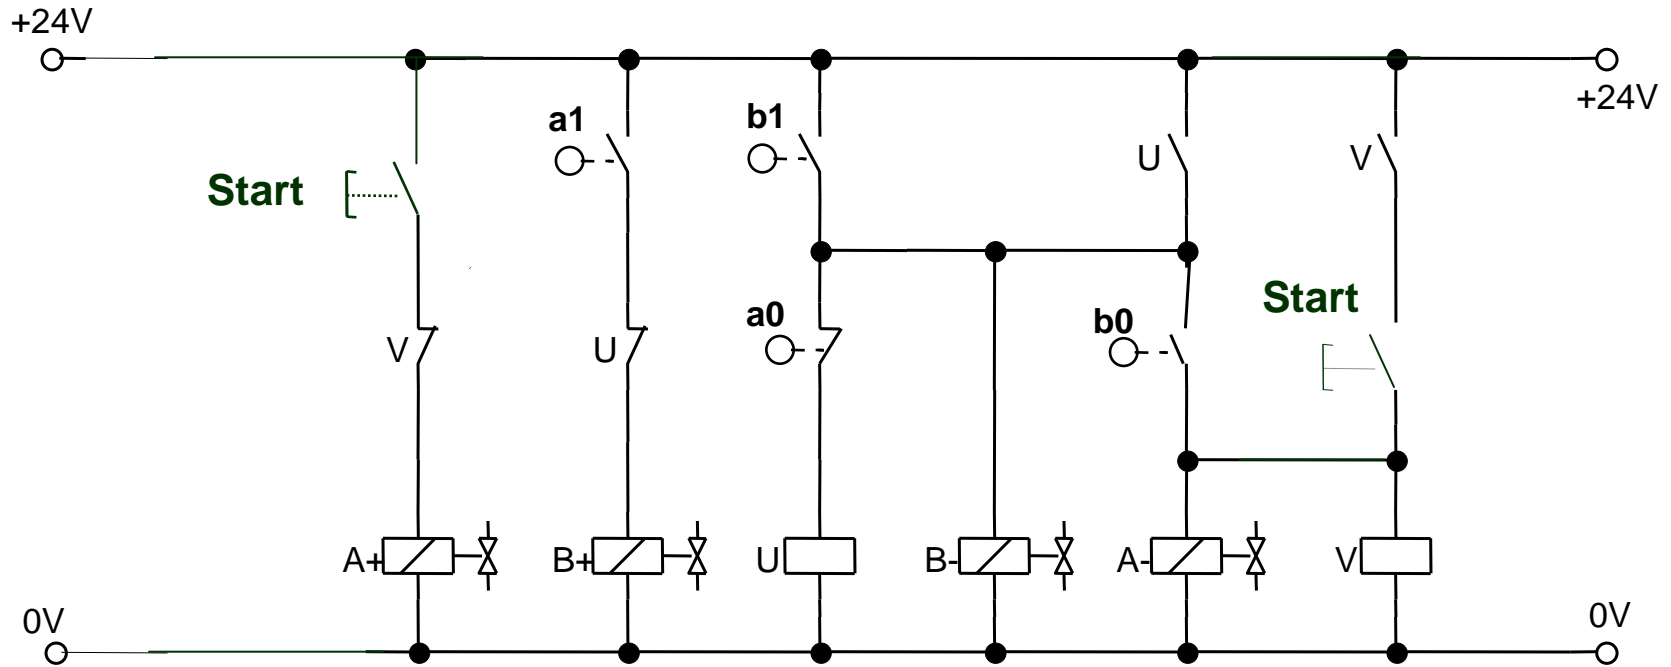 +24V
+24V
a1
b1
U
V
Start
Start
a0
b0
V
U
A+
B+
U
B-
A-
V
0V
0V